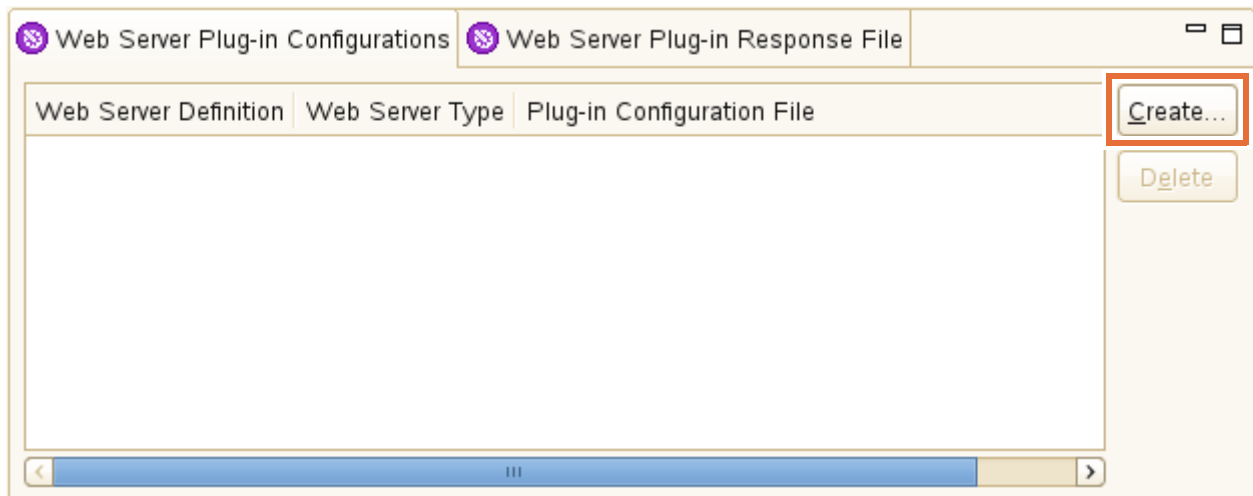 Web Server Plug-in Configurations Web Server Plug-in Response File
Web Server Definition Web Server Type Plug-in Configuration File
Create...
Delete